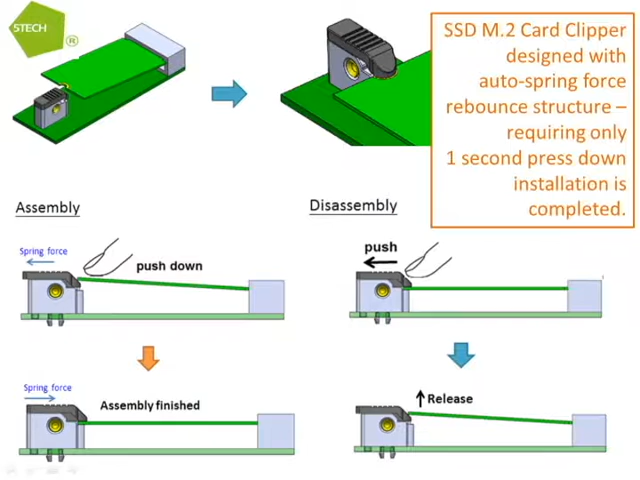 5TECH
®
SSD M.2 Card Clipper
designed with
auto-spring force
rebounce structure –
requiring only
1 second press down
installation is
completed.
Assembly
Disassembly
Spring force
push down
push
Spring force
Assembly finished
Release